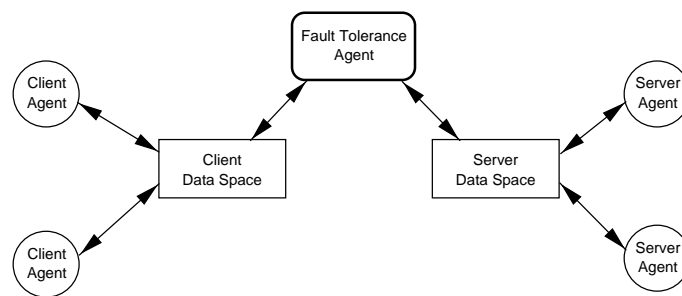 Fault Tolerance
Agent
Client
Agent
Server
Agent
Client
Data Space
Server
Data Space
Client
Agent
Server
Agent